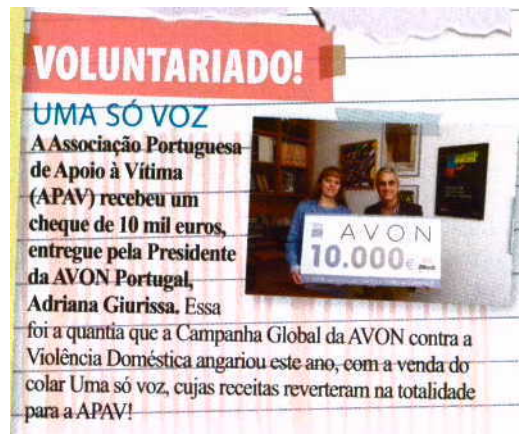 VOLUNTARIADO!
UMA SÓ VOZ
A Associação Portuguesa
de Apoio à Vítima
(APAV) recebeu um
cheque de 10 mil euros,
entregue pela Presidente
da AVON Portugal,
Adriana Giurissa. Essa
foi a quantia que a Campanha Global da AVON contra a
Violência Doméstica angariou este ano, com a venda do
colar Uma só voz, cujas receitas reverteram na totalidade
para a APAV!
AVON
10.000€